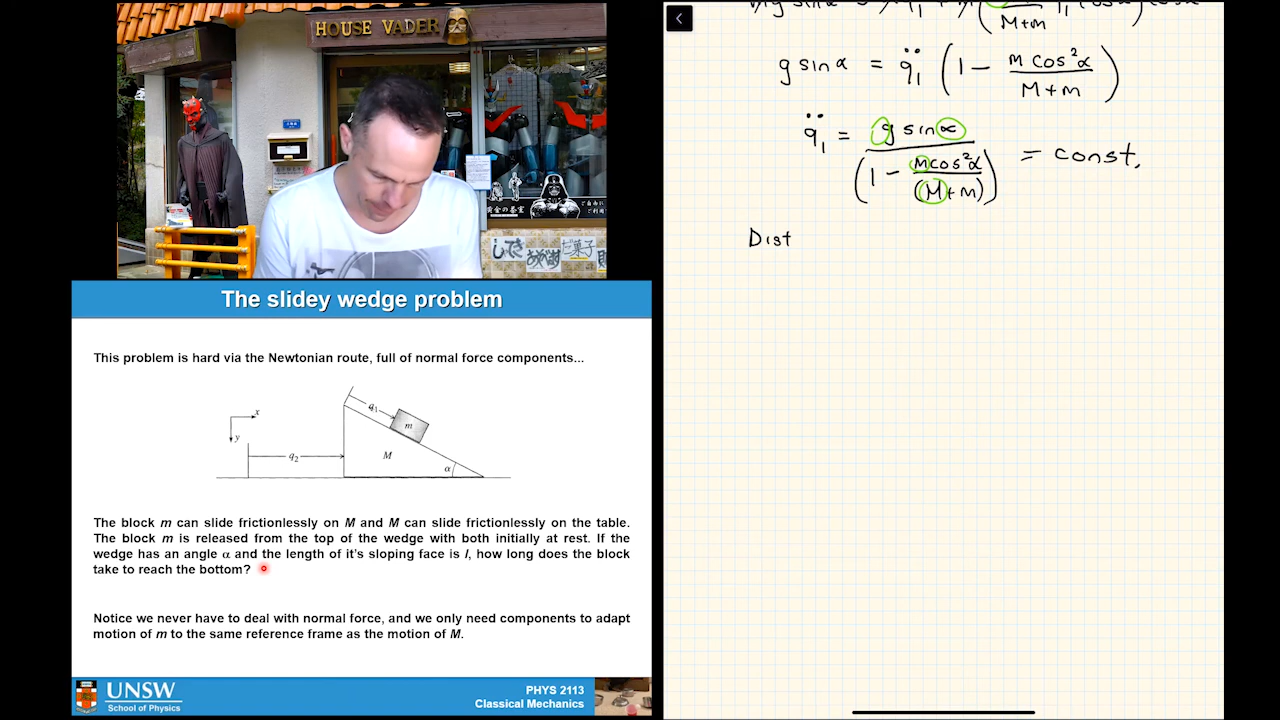 HOUSE VADER
The slidey wedge problem
This problem is hard via the Newtonian route, full of normal force components...
x
y
q₁
m
q₂
M
α
The block m can slide frictionlessly on M and M can slide frictionlessly on the table.
The block m is released from the top of the wedge with both initially at rest. If the
wedge has an angle α and the length of it's sloping face is l, how long does the block
take to reach the bottom?
Notice we never have to deal with normal force, and we only need components to adapt
motion of m to the same reference frame as the motion of M.
UNSW
School of Physics
PHYS 2113
Classical Mechanics
M+m
g sinα = q̈₁ (1 - m cos²α / M+m)
q̈₁ = g sinα / (1 - m cos²α / (M+m)) = const.
Dist